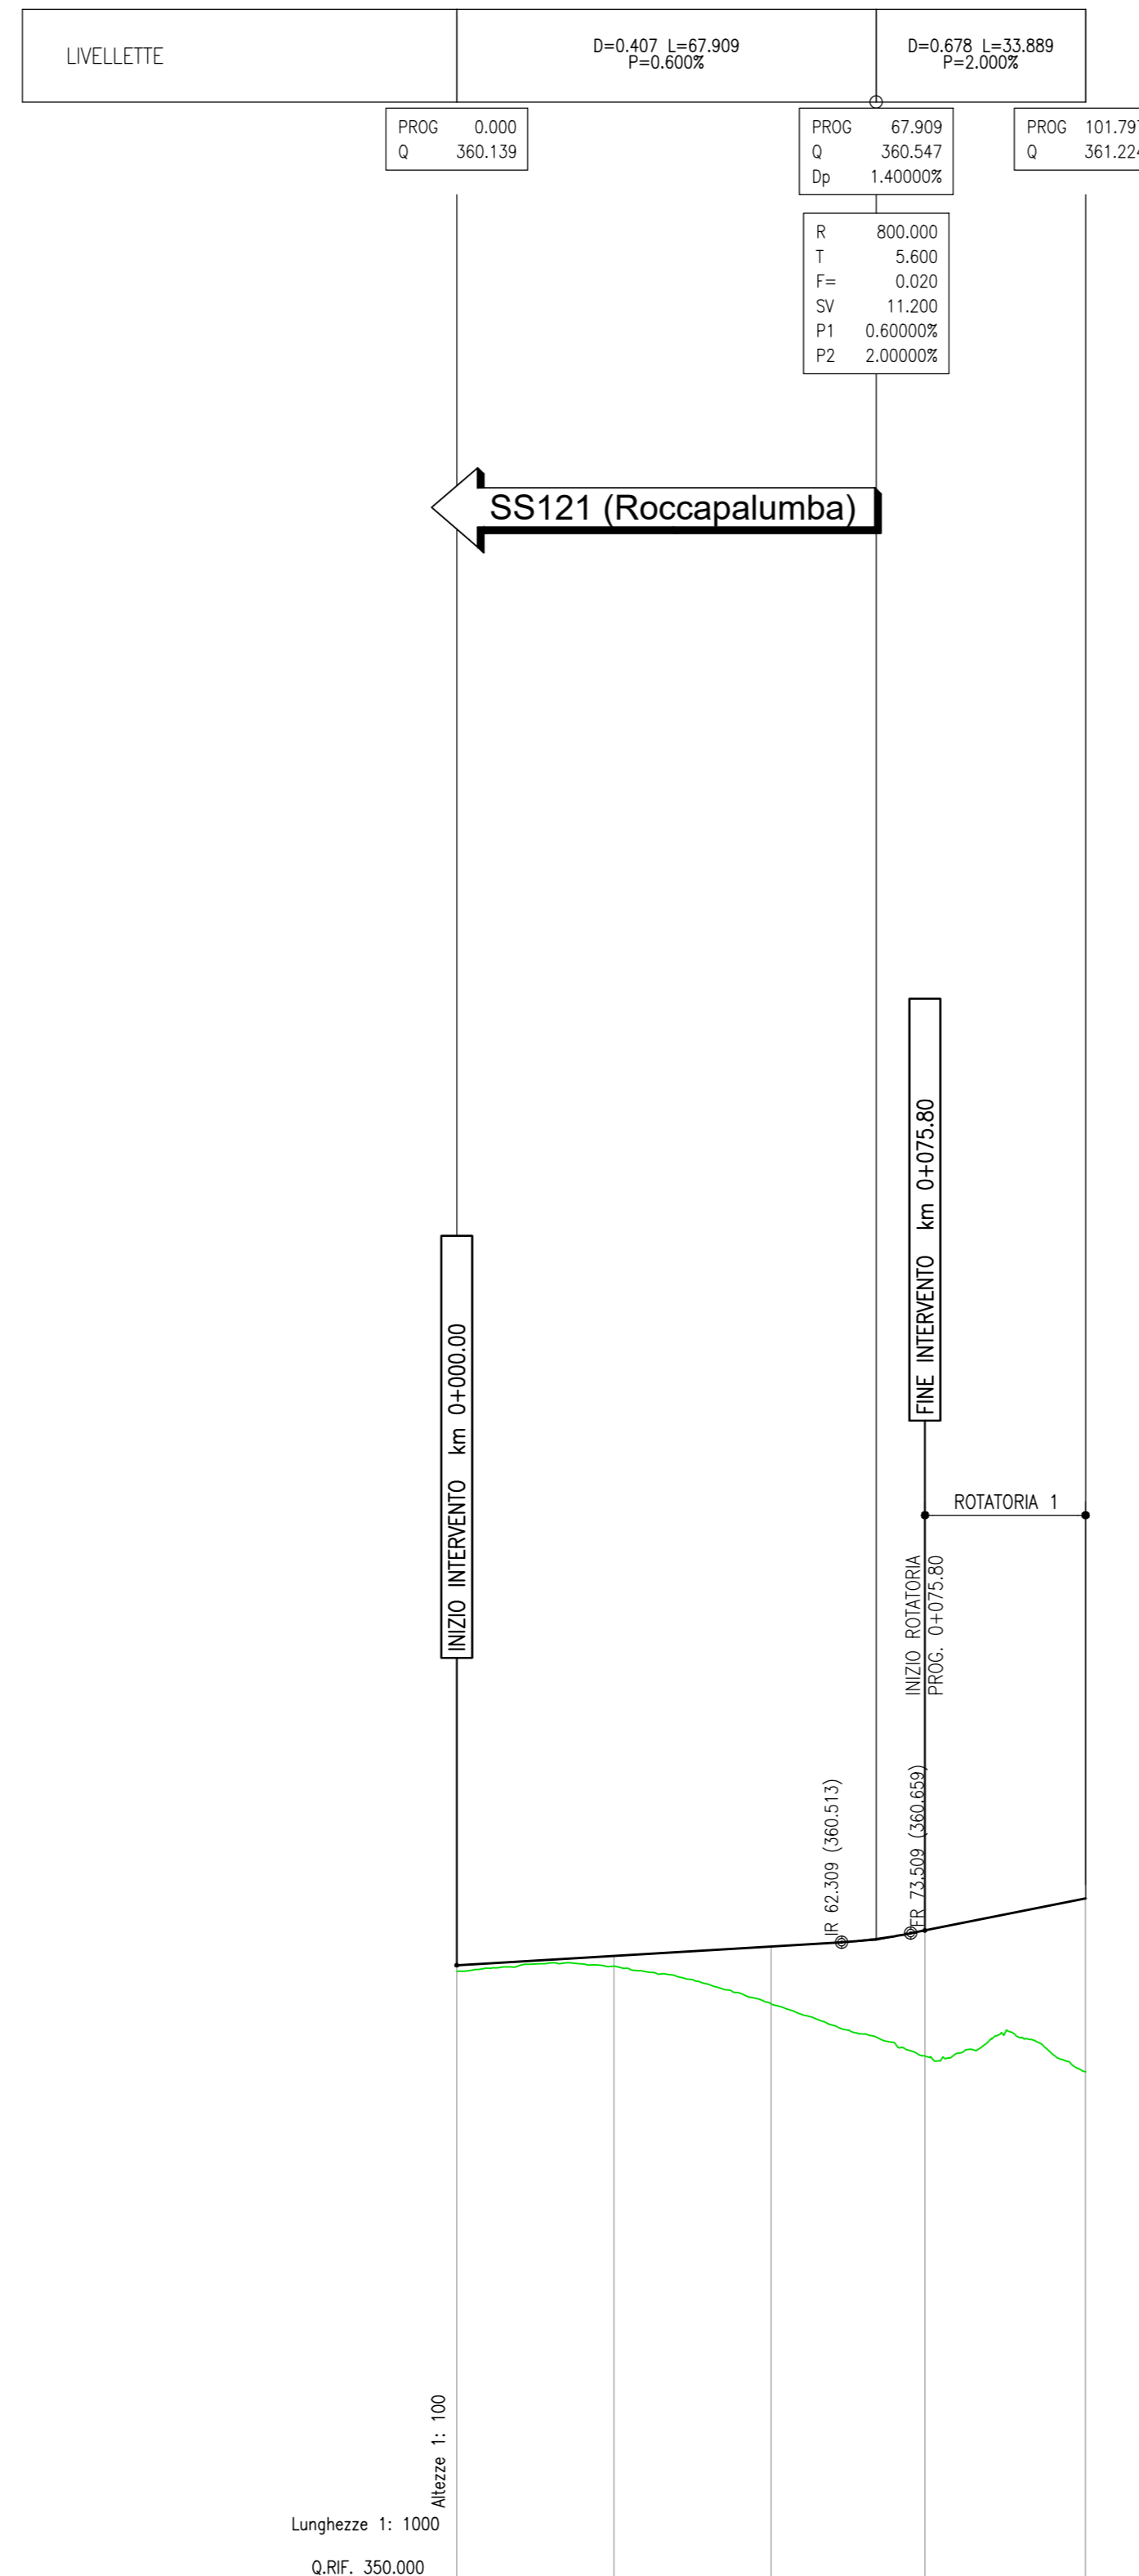 LIVELLETTE
D=0.407 L=67.909
P=0.600%
D=0.678 L=33.889
P=2.000%
PROG 0.000
Q 360.139
PROG 67.909
Q 360.547
Dp 1.40000%
PROG 101.797
Q 361.224
R 800.000
T 5.600
F= 0.020
SV 11.200
P1 0.60000%
P2 2.00000%
SS121 (Roccapalumba)
FINE INTERVENTO km 0+075.80
INIZIO INTERVENTO km 0+000.00
ROTATORIA 1
INIZIO ROTATORIA
PROG. 0+075.80
IR 62.309 (360.513)
FR 73.509 (360.659)
Altezze 1: 100
Lunghezze 1: 1000
Q.RIF. 350.000